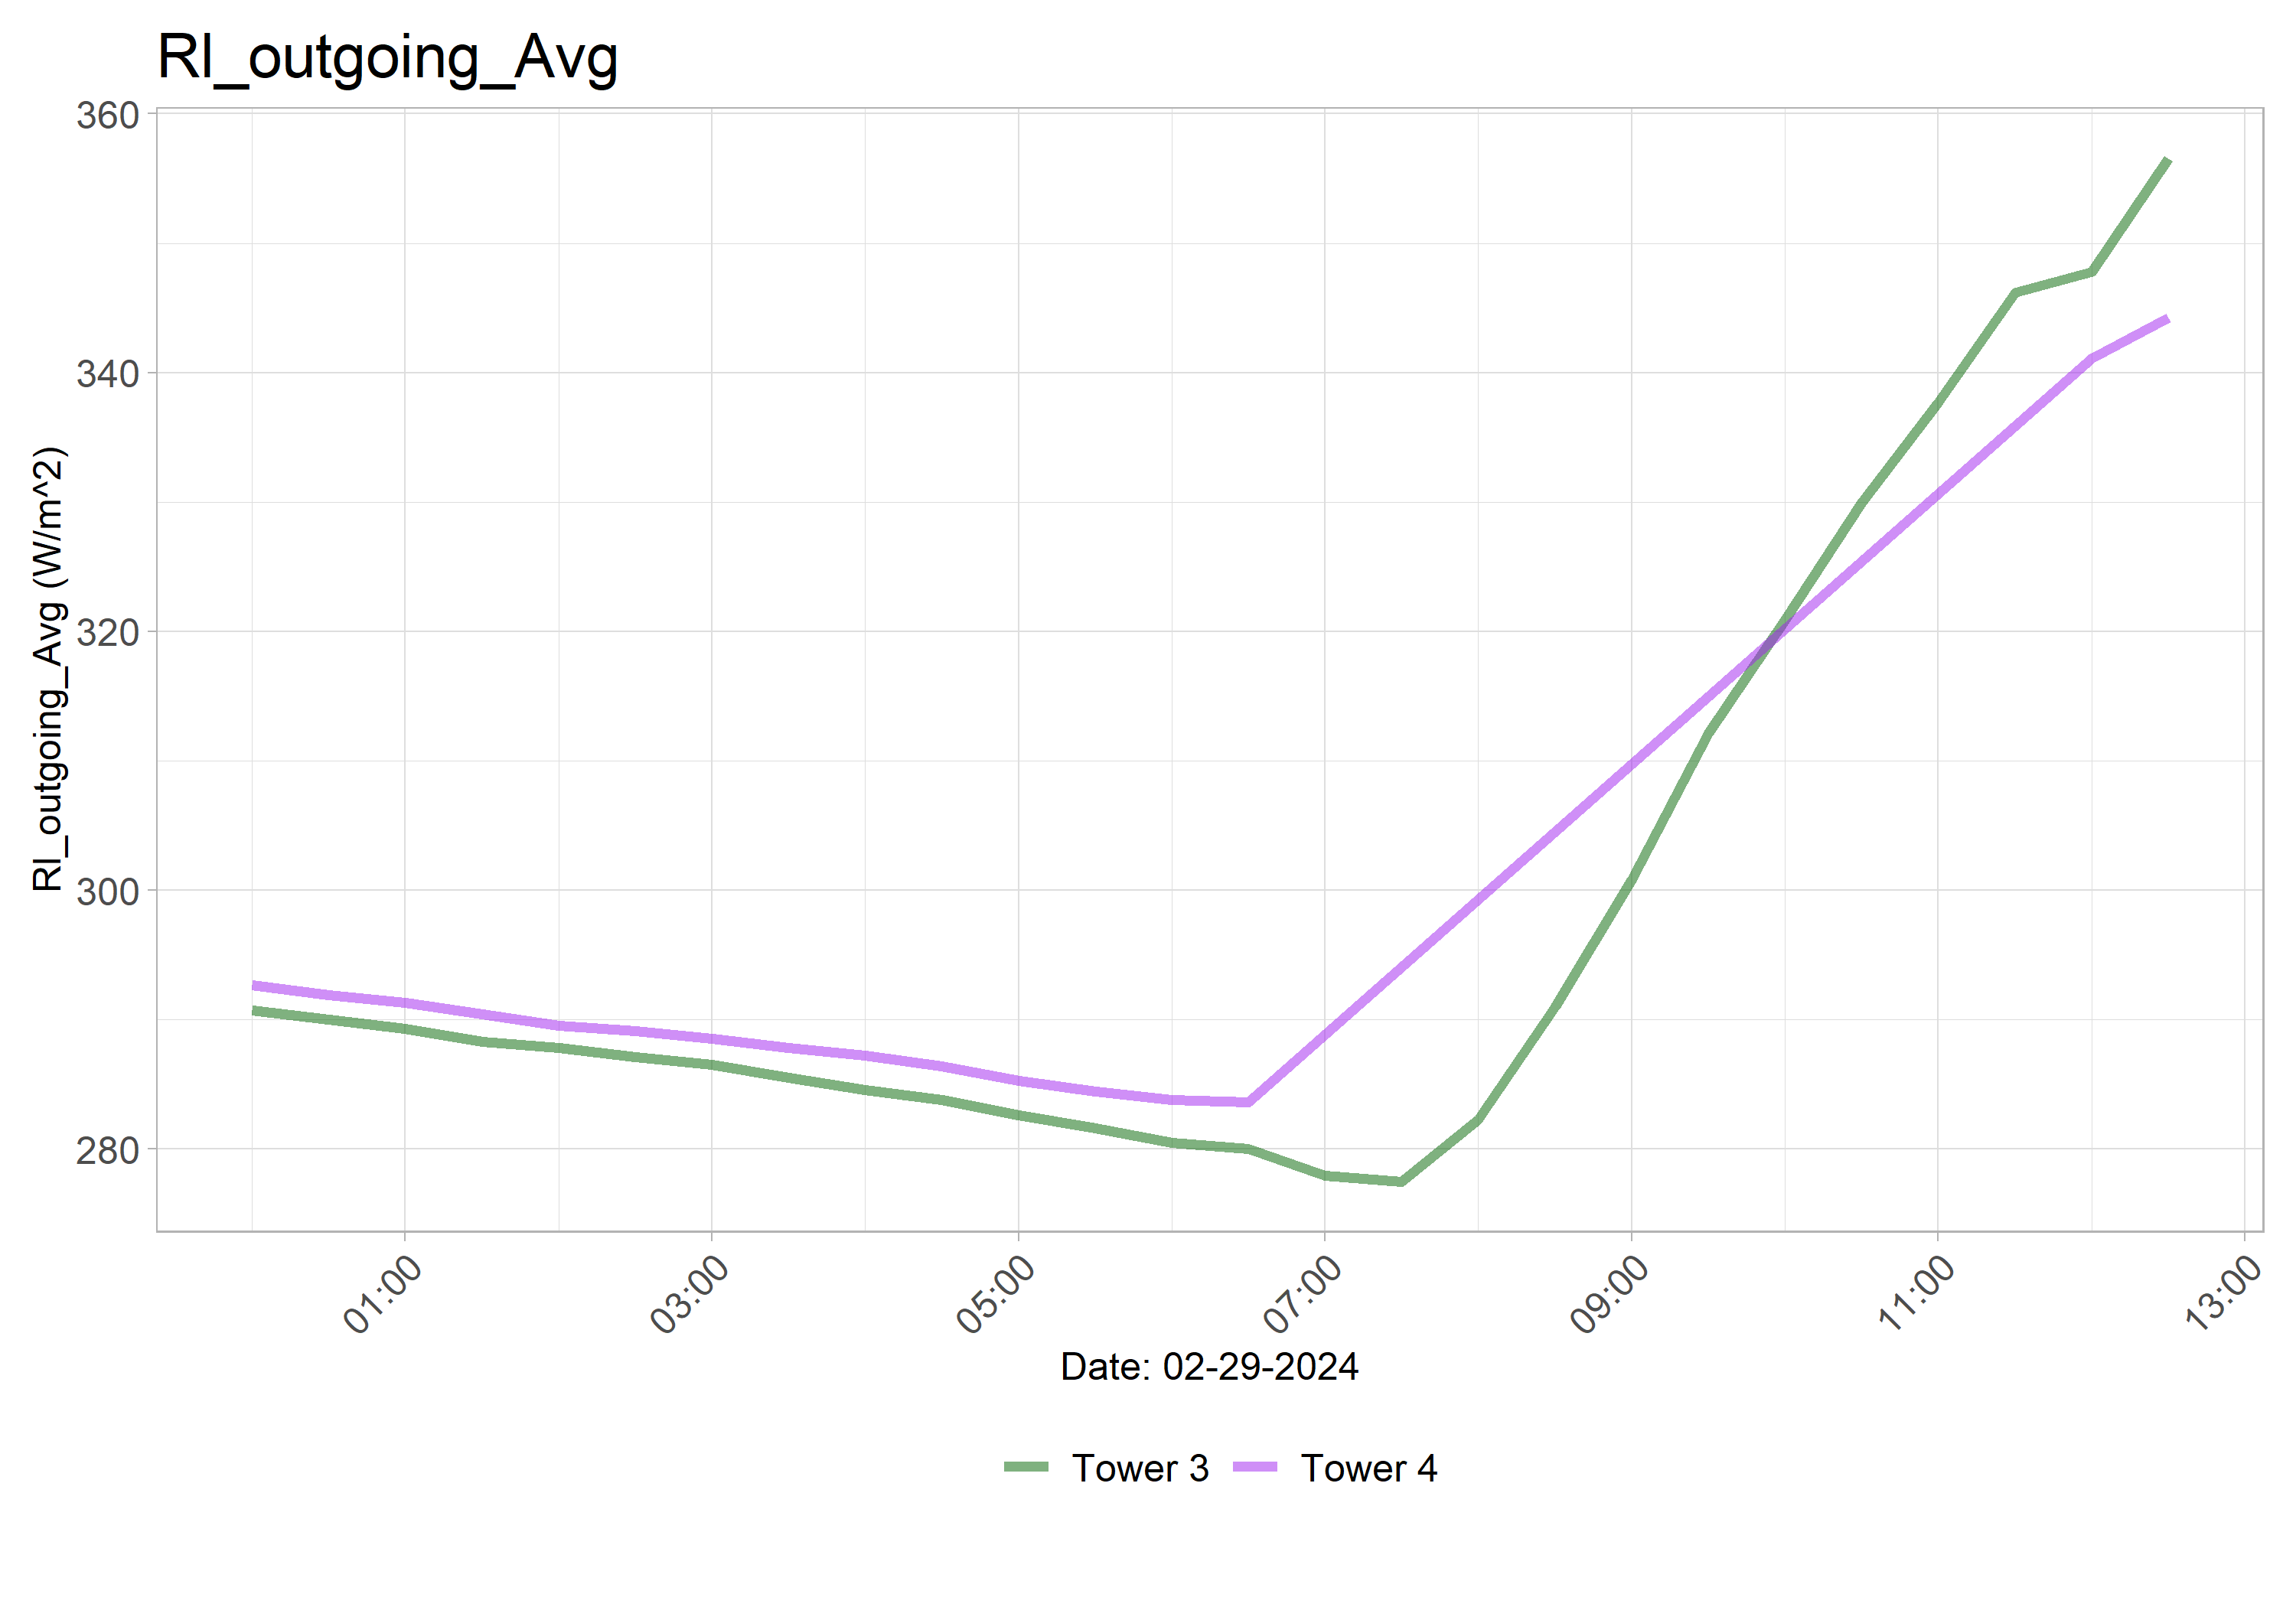 Rl_outgoing_Avg
360
340
320
300
280
Rl_outgoing_Avg (W/m^2)
01:00 03:00 05:00 07:00 09:00 11:00 13:00
Date: 02-29-2024
Tower 3 Tower 4